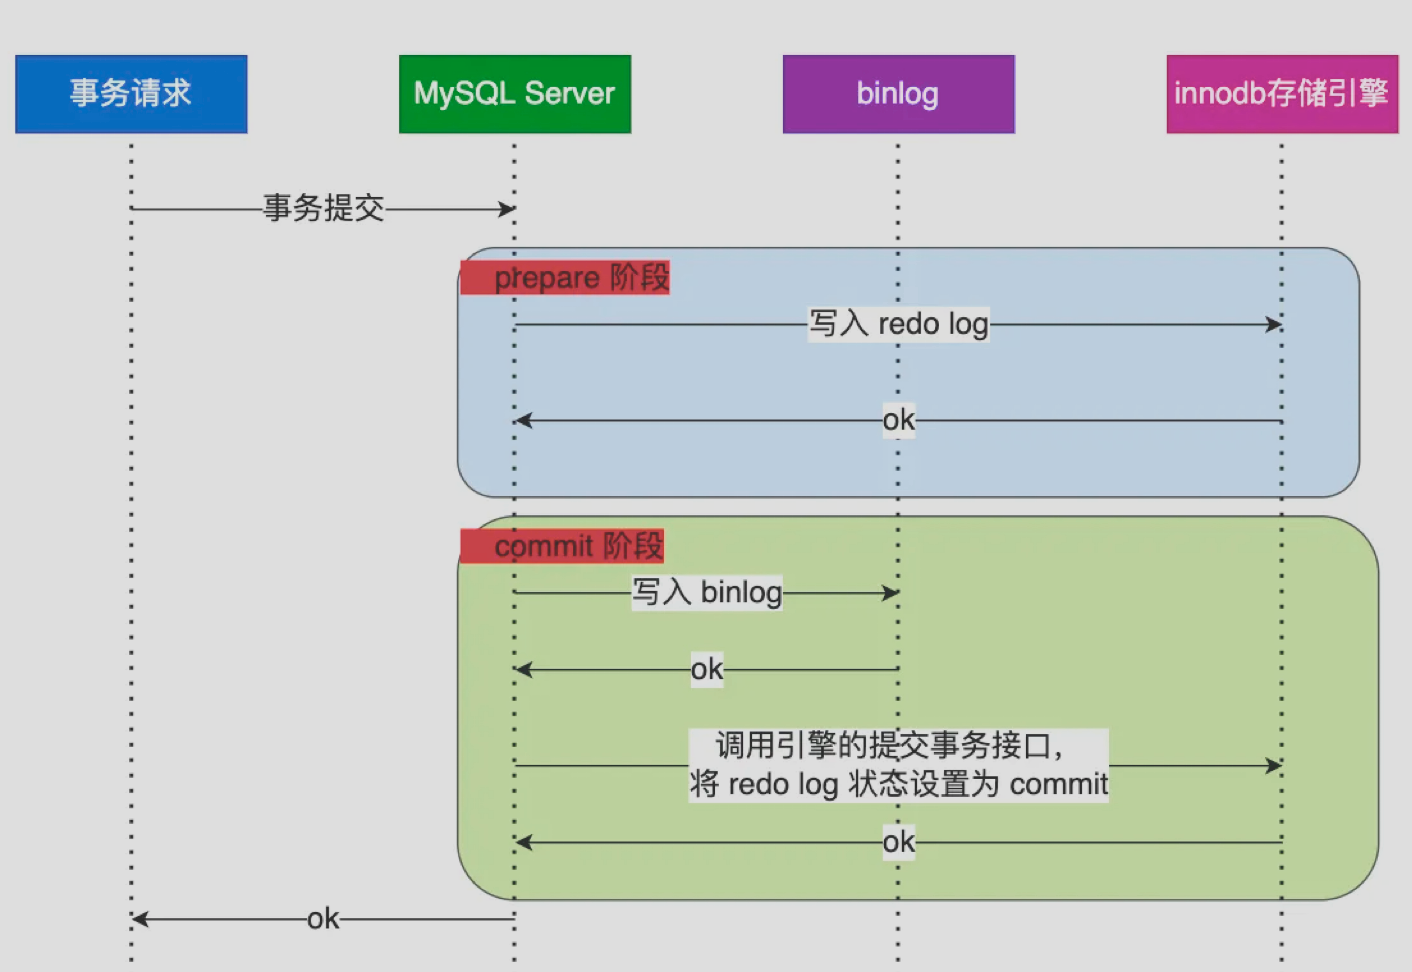 事务请求
MySQL Server
binlog
innodb存储引擎
事务提交
prepare 阶段
写入 redo log
ok
commit 阶段
写入 binlog
ok
调用引擎的提交事务接口，
将 redo log 状态设置为 commit
ok
ok